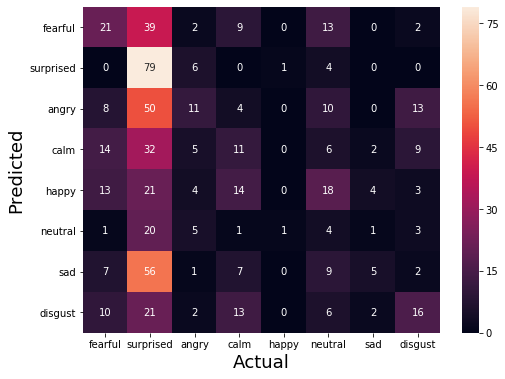 fearful 21 39 2 9 0 13 0 2
75
surprised 0 79 6 0 1 4 0 0
60
angry 8 50 11 4 0 10 0 13
calm 14 32 5 11 0 6 2 9
45
Predicted
happy 13 21 4 14 0 18 4 3
30
neutral 1 20 5 1 1 4 1 3
sad 7 56 1 7 0 9 5 2
15
disgust 10 21 2 13 0 6 2 16
0
fearful surprised angry calm happy neutral sad disgust
Actual